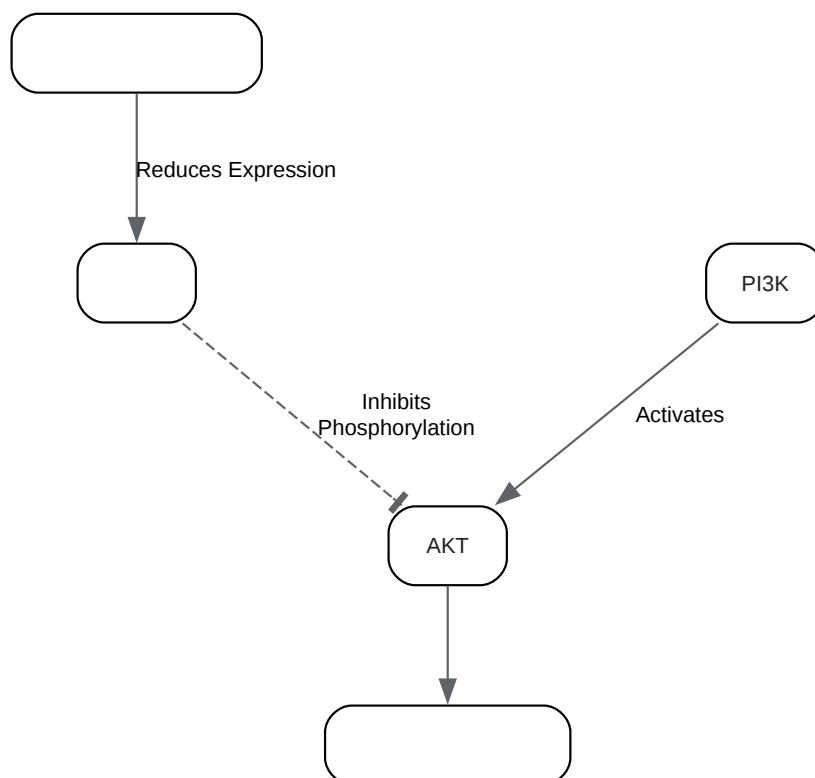 Reduces Expression
PI3K
Inhibits
Phosphorylation
Activates
AKT